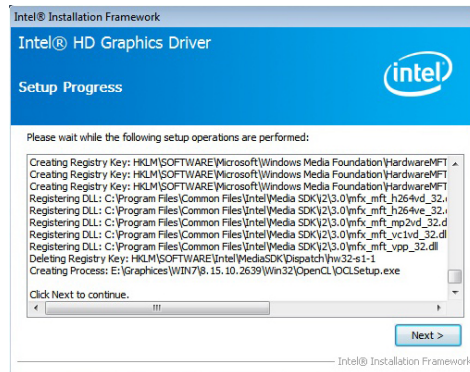 Intel® Installation Framework
Intel® HD Graphics Driver
intel
Setup Progress
Please wait while the following setup operations are performed:
Creating Registry Key: HKLM\SOFTWARE\Microsoft\Windows Media Foundation\HardwareMFT
Creating Registry Key: HKLM\SOFTWARE\Microsoft\Windows Media Foundation\HardwareMFT
Creating Registry Key: HKLM\SOFTWARE\Microsoft\Windows Media Foundation\HardwareMFT
Registering DLL: C:\Program Files\Common Files\Intel\Media SDK\i2\3.0\mfx_mft_h264vd_32.
Registering DLL: C:\Program Files\Common Files\Intel\Media SDK\i2\3.0\mfx_mft_h264ve_32.
Registering DLL: C:\Program Files\Common Files\Intel\Media SDK\i2\3.0\mfx_mft_mp2vd_32.d
Registering DLL: C:\Program Files\Common Files\Intel\Media SDK\i2\3.0\mfx_mft_vc1vd_32.dl
Registering DLL: C:\Program Files\Common Files\Intel\Media SDK\i2\3.0\mfx_mft_vpp_32.dll
Deleting Registry Key: HKLM\SOFTWARE\Intel\MediaSDK\Dispatch\hw32-s1-1
Creating Process: E:\Graphices\WIN7\8.15.10.2639\Win32\OpenCL\OCLSetup.exe
Click Next to continue.
Next >
Intel® Installation Framework